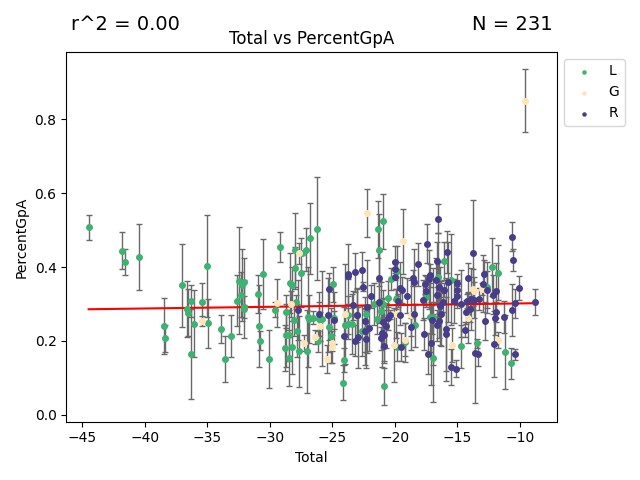 r^2 = 0.00
N = 231
Total vs PercentGpA
L
G
R
PercentGpA
0.8
0.6
0.4
0.2
0.0
−45
−40
−35
−30
−25
−20
−15
−10
Total